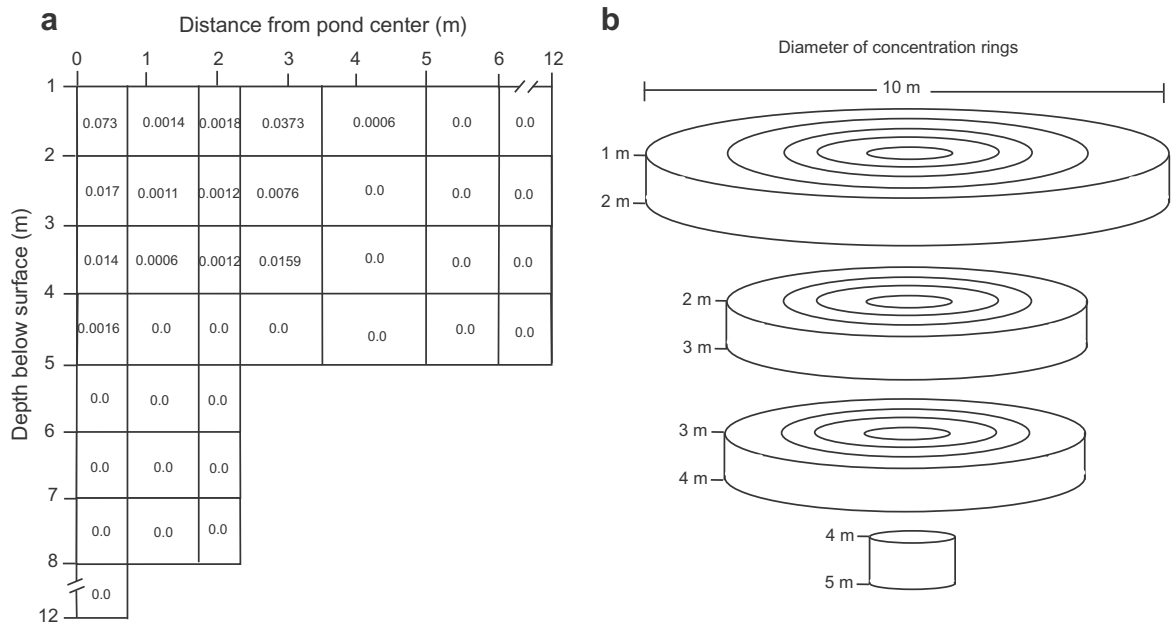 a
Distance from pond center (m)
0 1 2 3 4 5 6 12
Depth below surface (m)
1
0.073 0.0014 0.0018 0.0373 0.0006 0.0 0.0
2
0.017 0.0011 0.0012 0.0076 0.0 0.0 0.0
3
0.014 0.0006 0.0012 0.0159 0.0 0.0 0.0
4
0.0016 0.0 0.0 0.0 0.0 0.0 0.0
5
0.0 0.0 0.0
6
0.0 0.0 0.0
7
0.0 0.0 0.0
8
0.0
12
b
Diameter of concentration rings
10 m
1 m
2 m
2 m
3 m
3 m
4 m
4 m
5 m